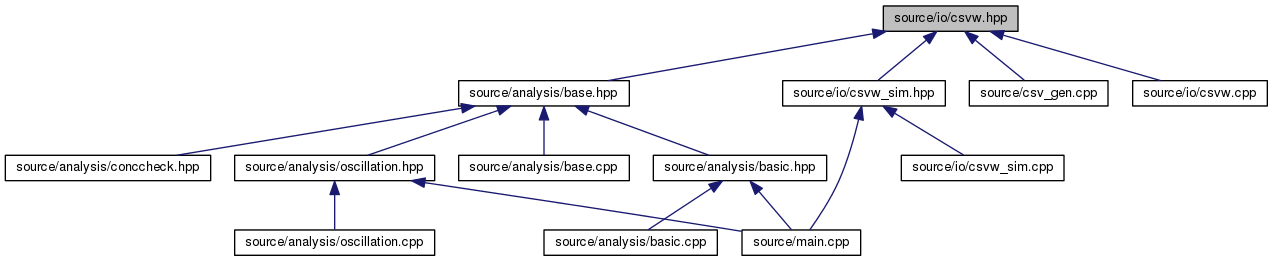 source/io/csvw.hpp
source/analysis/base.hpp
source/io/csvw_sim.hpp
source/csv_gen.cpp
source/io/csvw.cpp
source/analysis/conccheck.hpp
source/analysis/oscillation.hpp
source/analysis/base.cpp
source/analysis/basic.hpp
source/io/csvw_sim.cpp
source/analysis/oscillation.cpp
source/analysis/basic.cpp
source/main.cpp